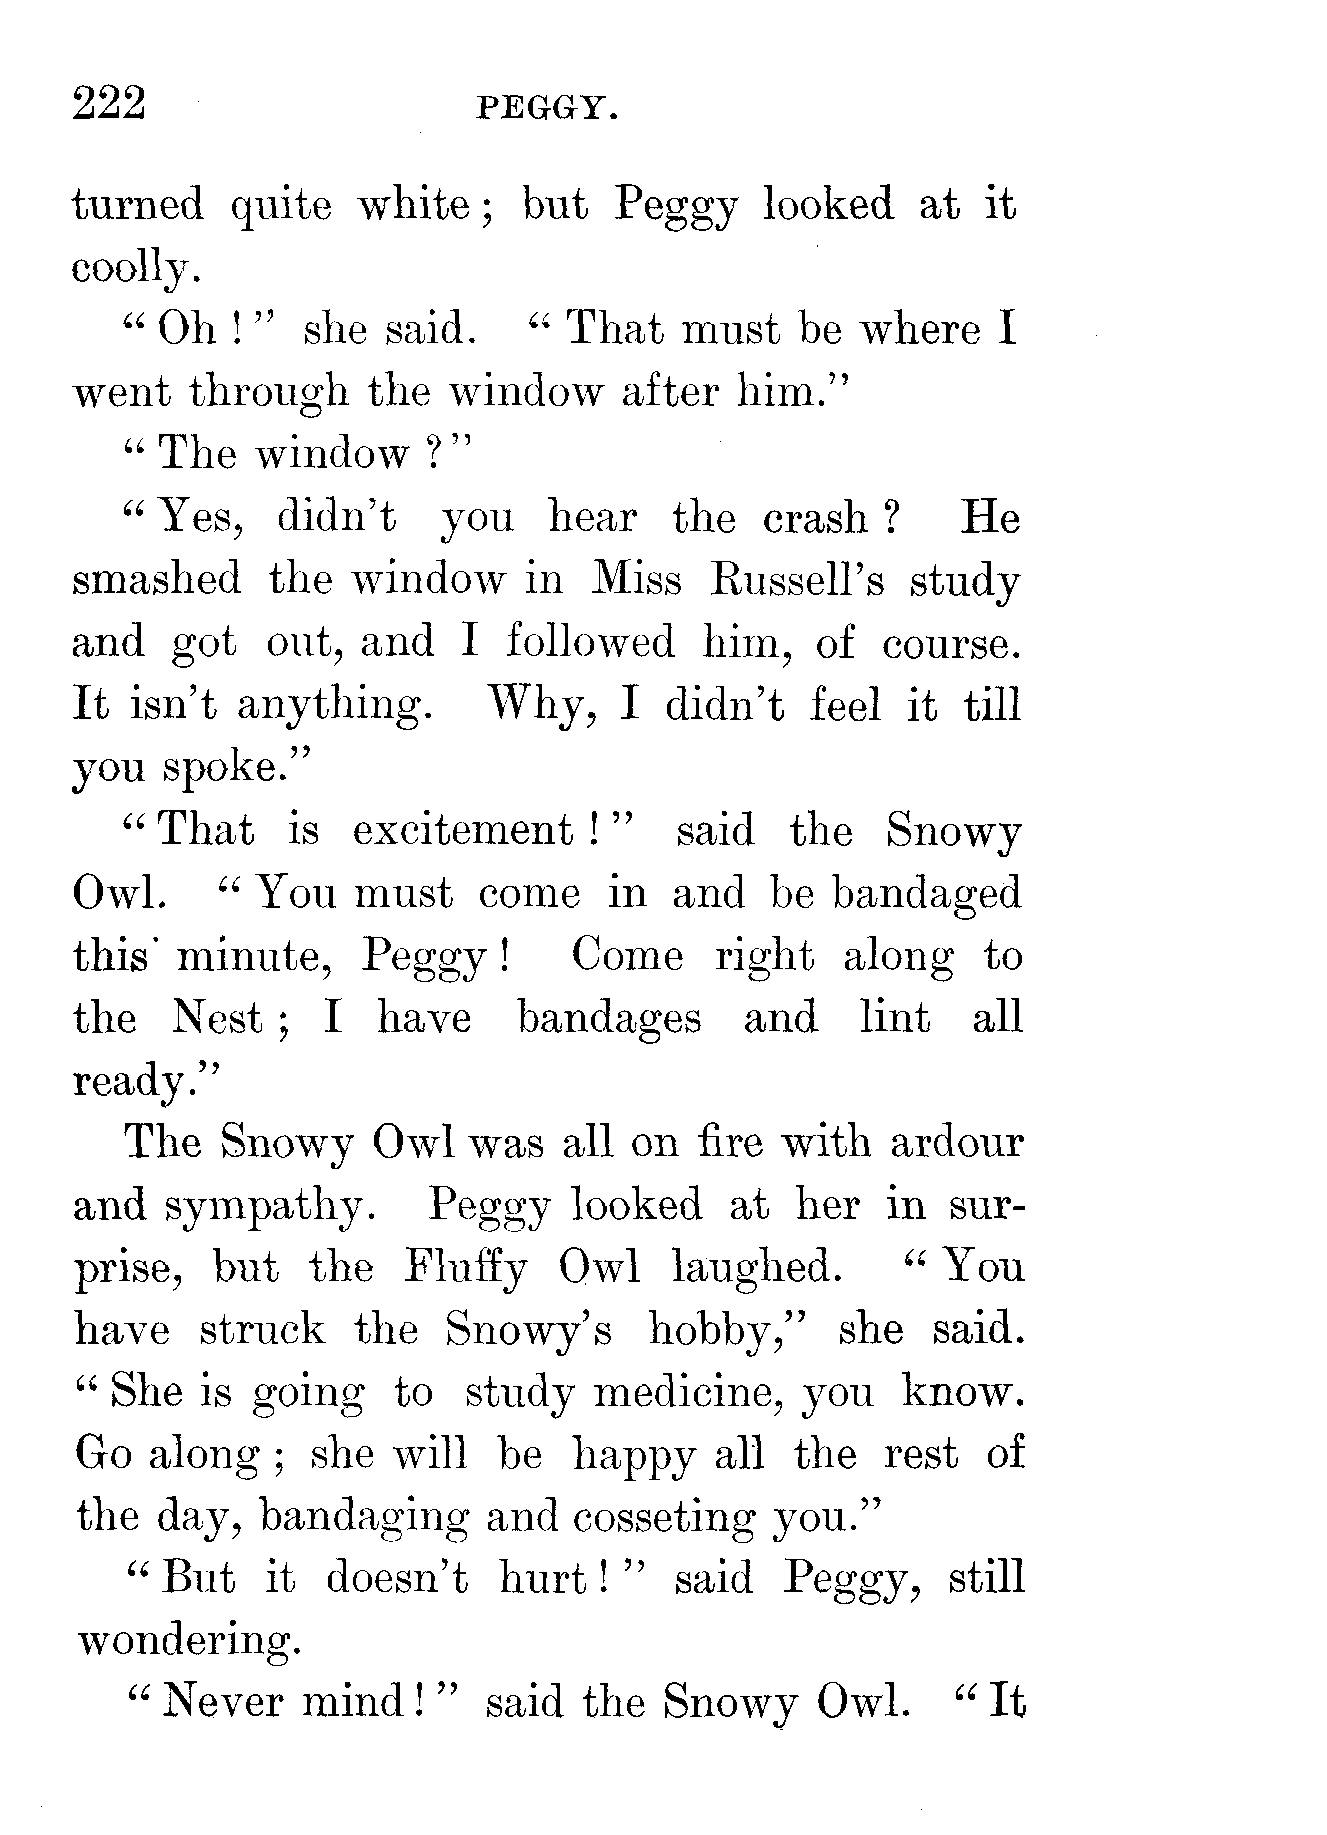 222 PEGGY.
turned quite white; but Peggy looked at it
coolly.
"Oh!" she said. "That must be where I
went through the window after him."
"The window?"
"Yes, didn't you hear the crash? He
smashed the window in Miss Russell's study
and got out, and I followed him, of course.
It isn't anything. Why, I didn't feel it till
you spoke."
"That is excitement!" said the Snowy
Owl. "You must come in and be bandaged
this minute, Peggy! Come right along to
the Nest; I have bandages and lint all
ready."
The Snowy Owl was all on fire with ardour
and sympathy. Peggy looked at her in sur-
prise, but the Fluffy Owl laughed. "You
have struck the Snowy's hobby," she said.
"She is going to study medicine, you know.
Go along; she will be happy all the rest of
the day, bandaging and cosseting you."
"But it doesn't hurt!" said Peggy, still
wondering.
"Never mind!" said the Snowy Owl. "It